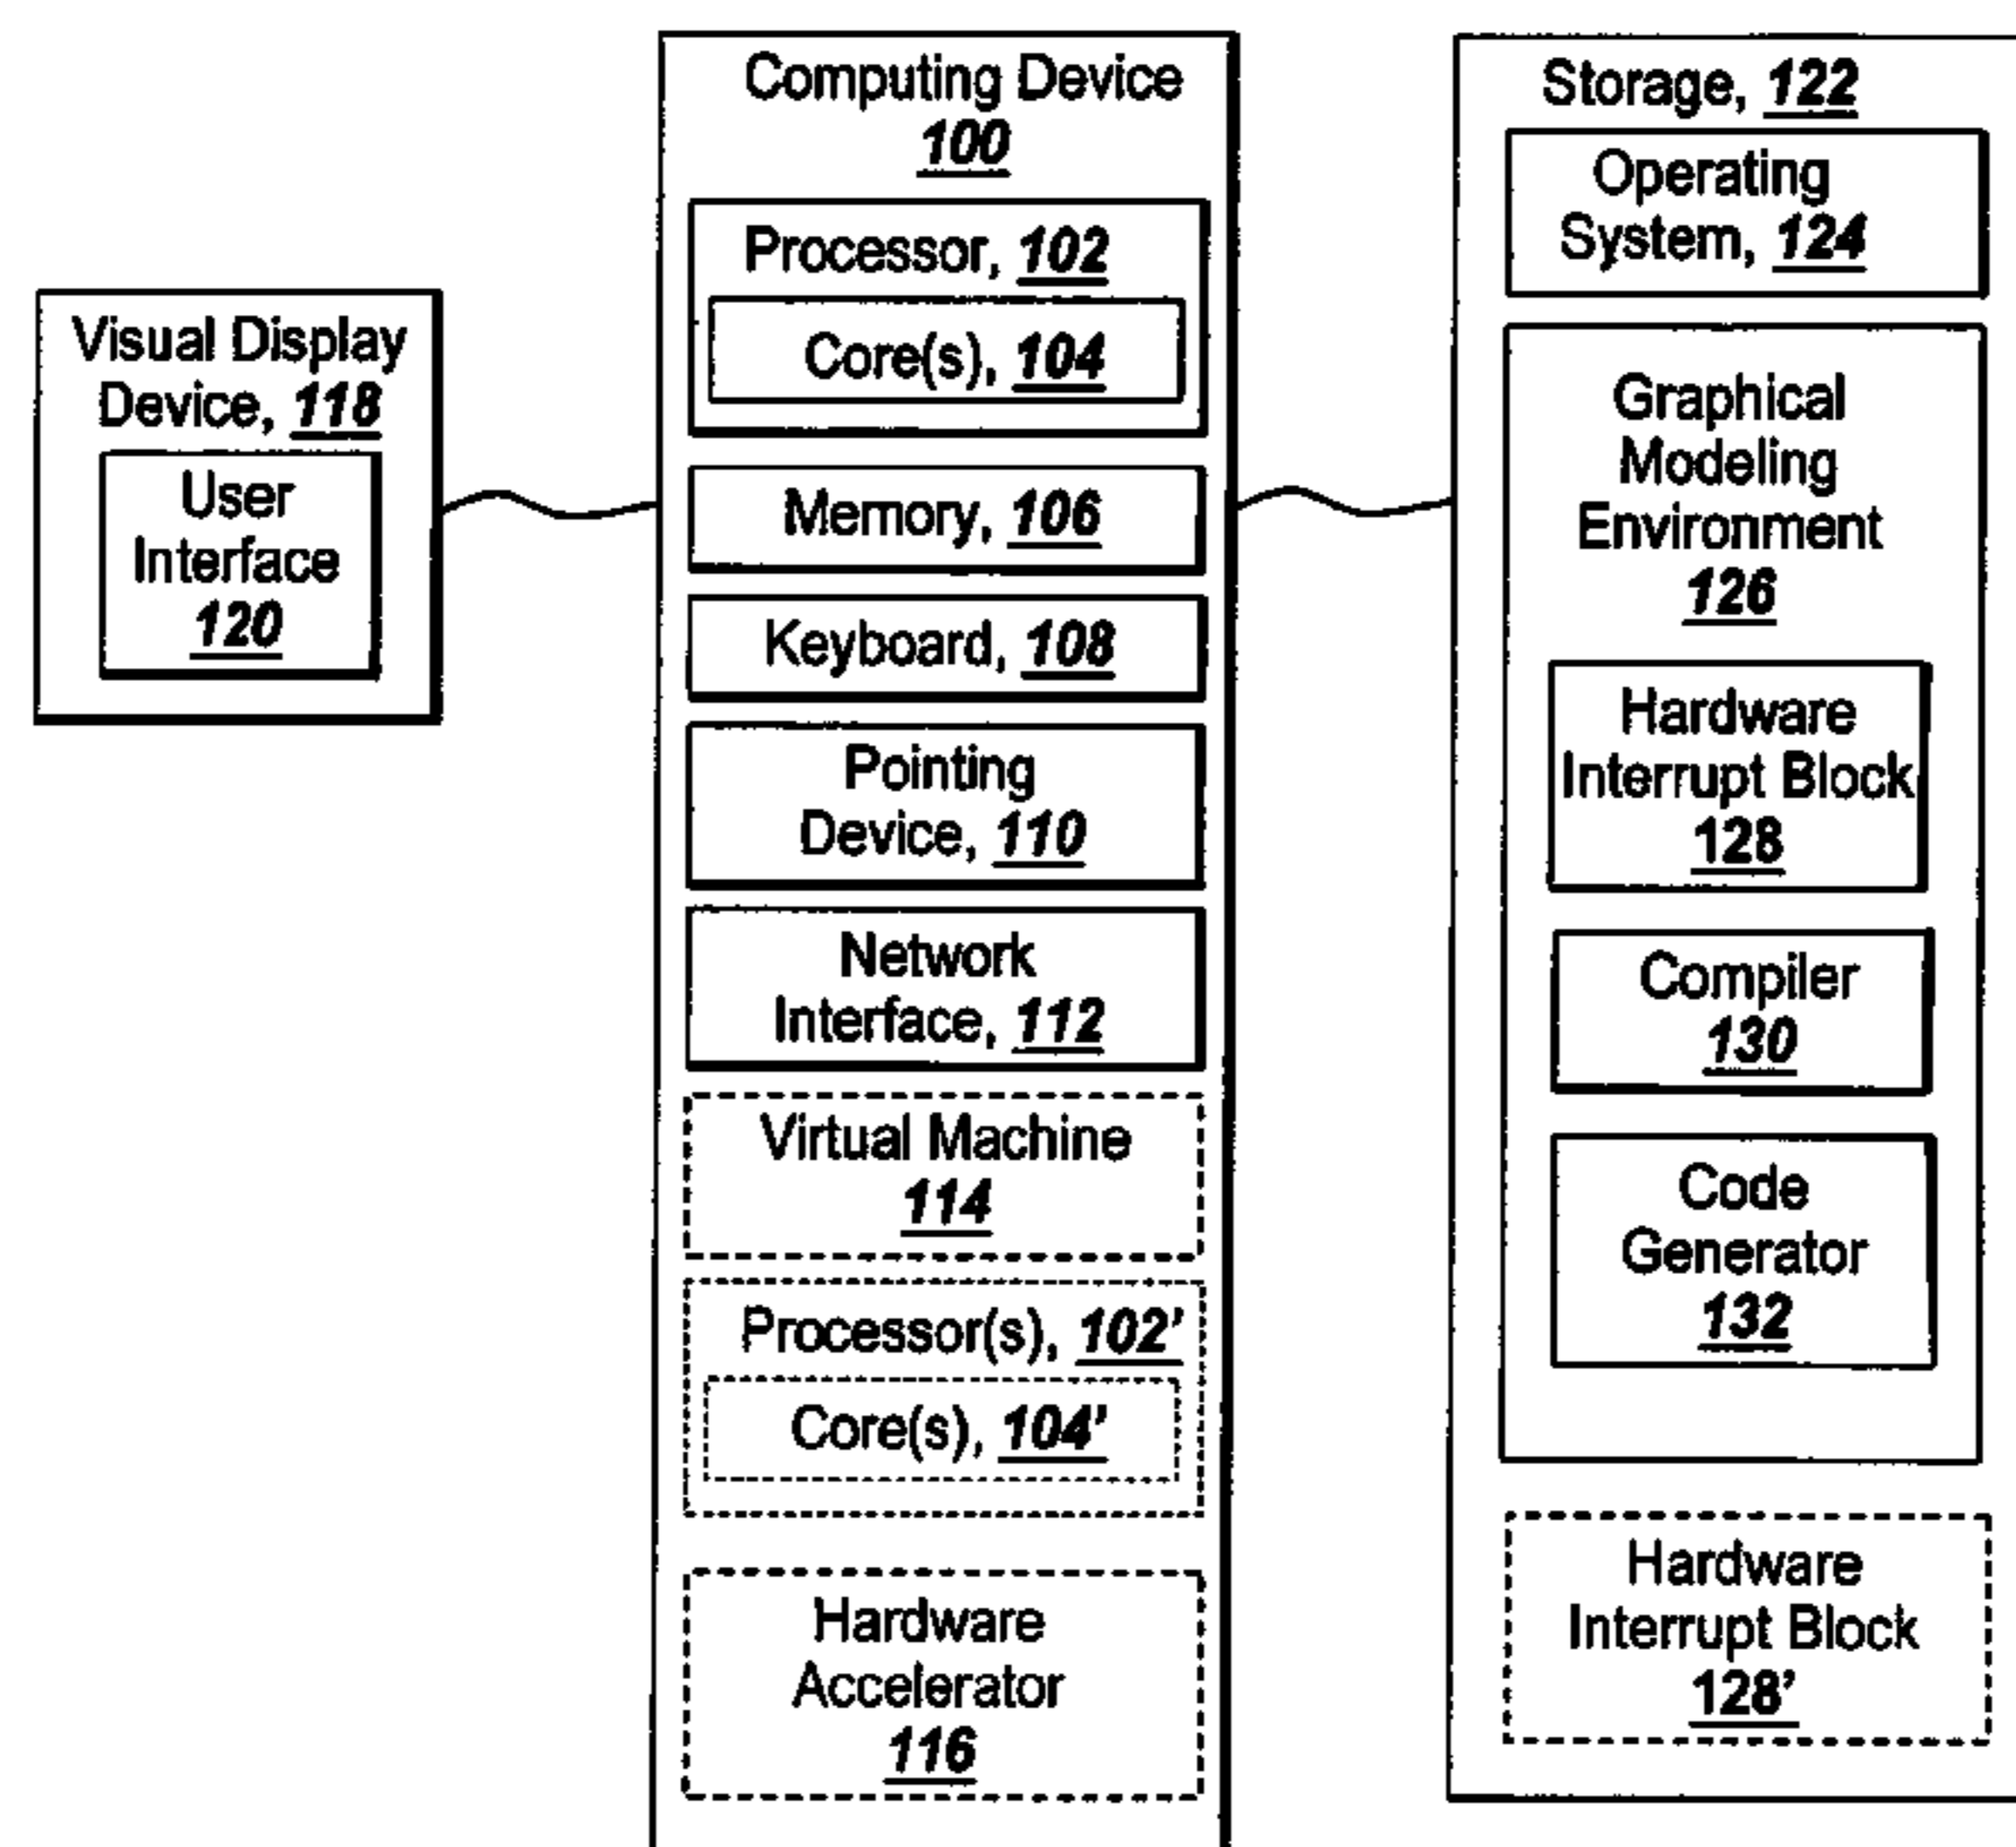 Visual Display
Device, 118
User
Interface
120
Computing Device
100
Processor, 102
Core(s), 104
Memory, 106
Keyboard, 108
Pointing
Device, 110
Network
Interface, 112
Virtual Machine
114
Processor(s), 102'
Core(s), 104'
Hardware
Accelerator
116
Storage, 122
Operating
System, 124
Graphical
Modeling
Environment
126
Hardware
Interrupt Block
128
Compiler
130
Code
Generator
132
Hardware
Interrupt Block
128'